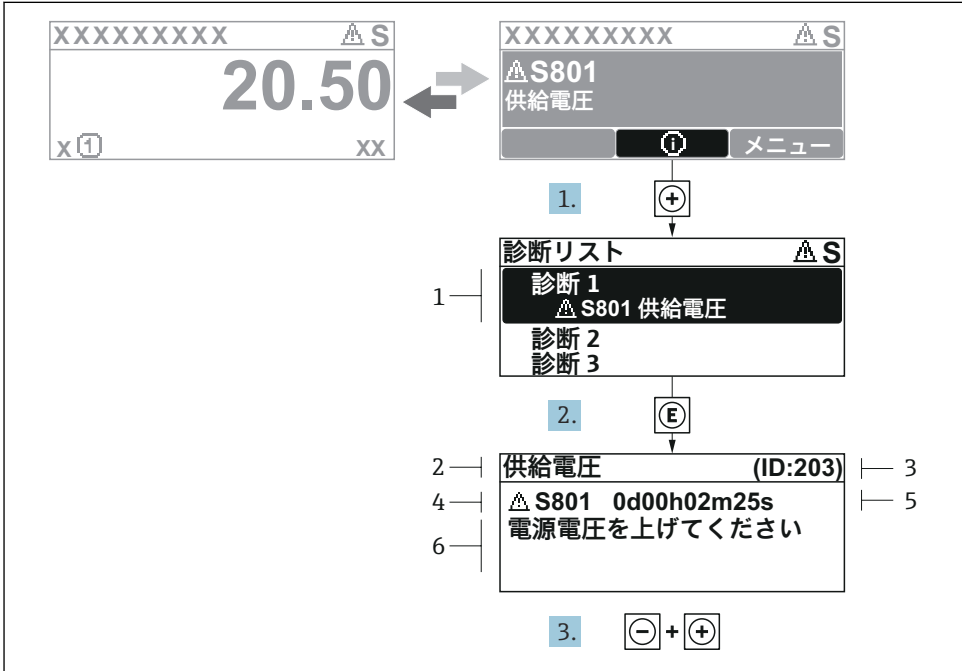 XXXXXXXXX ⚠ S
20.50
x ① xx
XXXXXXXXX ⚠ S
⚠ S801
供給電圧
ⓘ メニュー
1. +
診断リスト ⚠ S
1
診断 1
⚠ S801 供給電圧
診断 2
診断 3
2. E
2 供給電圧 (ID:203) 3
4 ⚠ S801 0d00h02m25s 5
6 電源電圧を上げてください
3. - + +